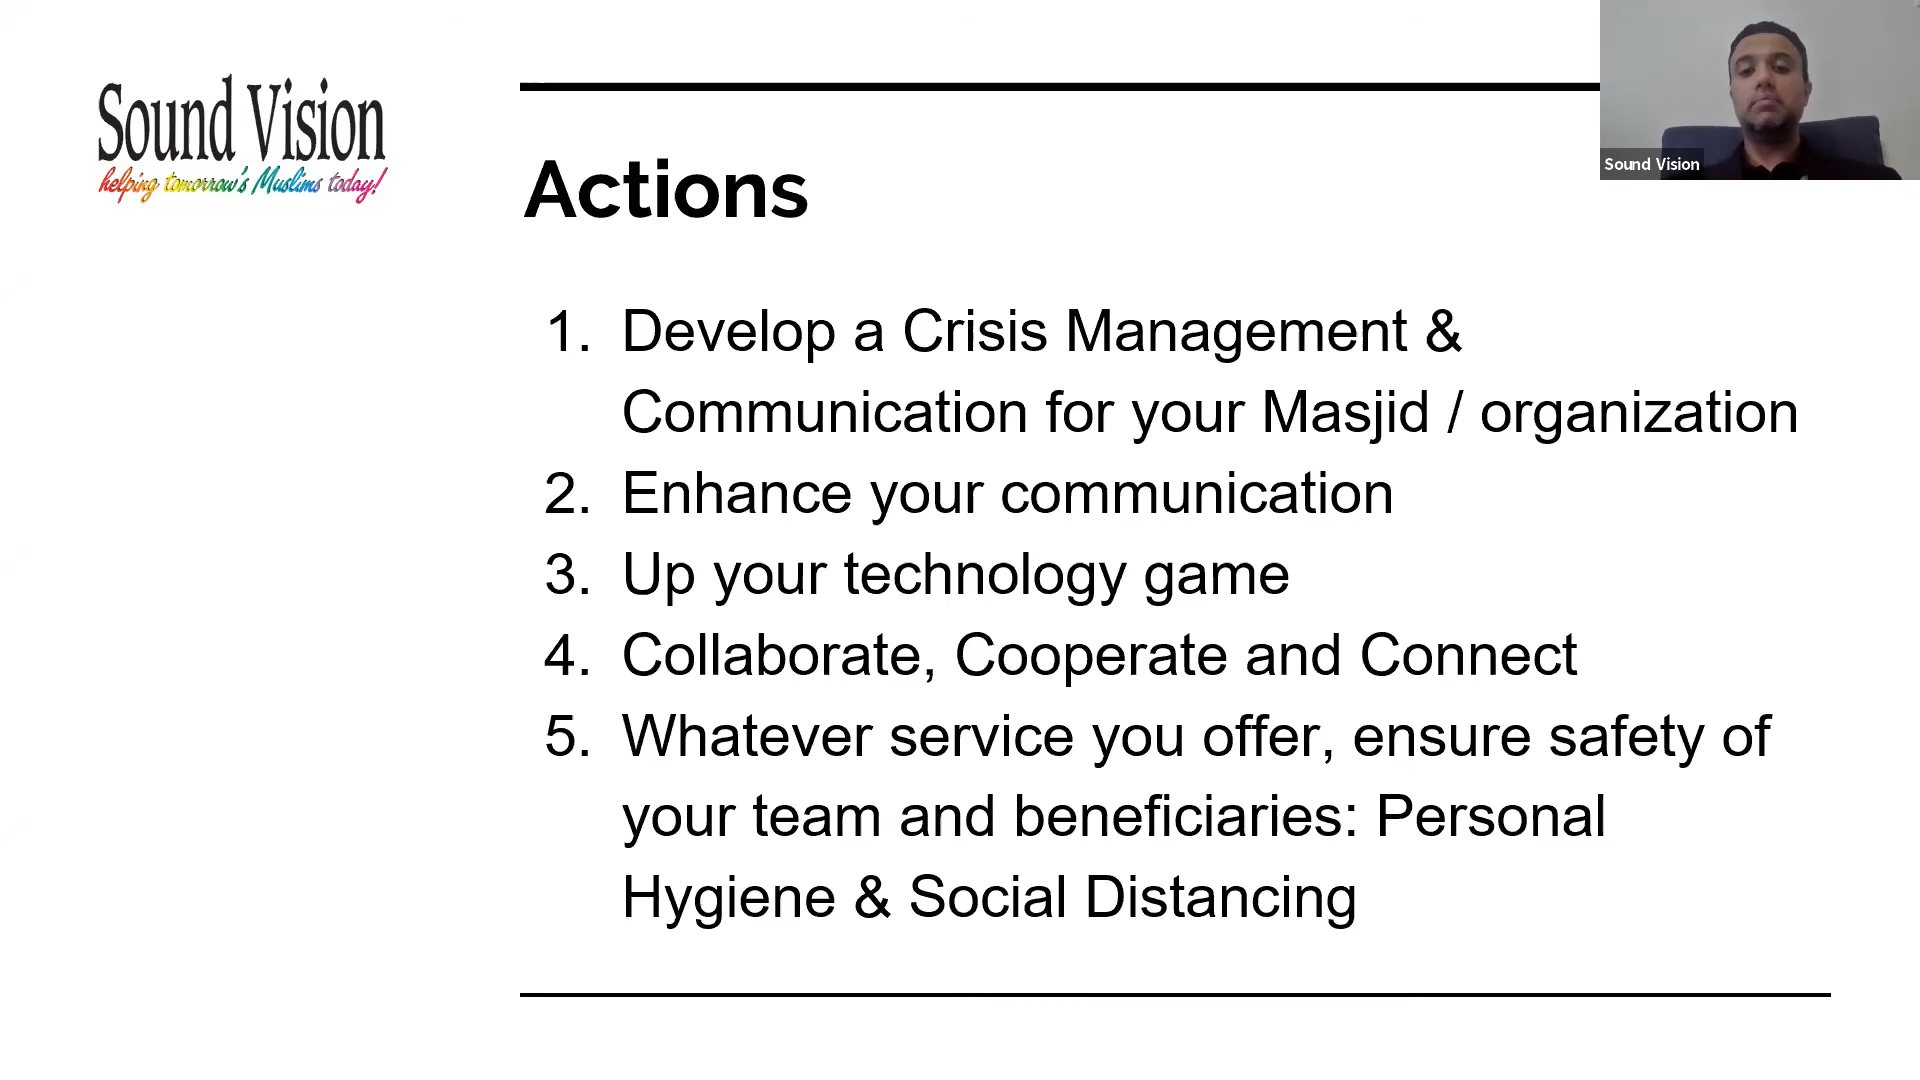 Sound Vision
helping tomorrow's Muslims today!
Sound Vision
Actions
1. Develop a Crisis Management &
Communication for your Masjid / organization
2. Enhance your communication
3. Up your technology game
4. Collaborate, Cooperate and Connect
5. Whatever service you offer, ensure safety of
your team and beneficiaries: Personal
Hygiene & Social Distancing